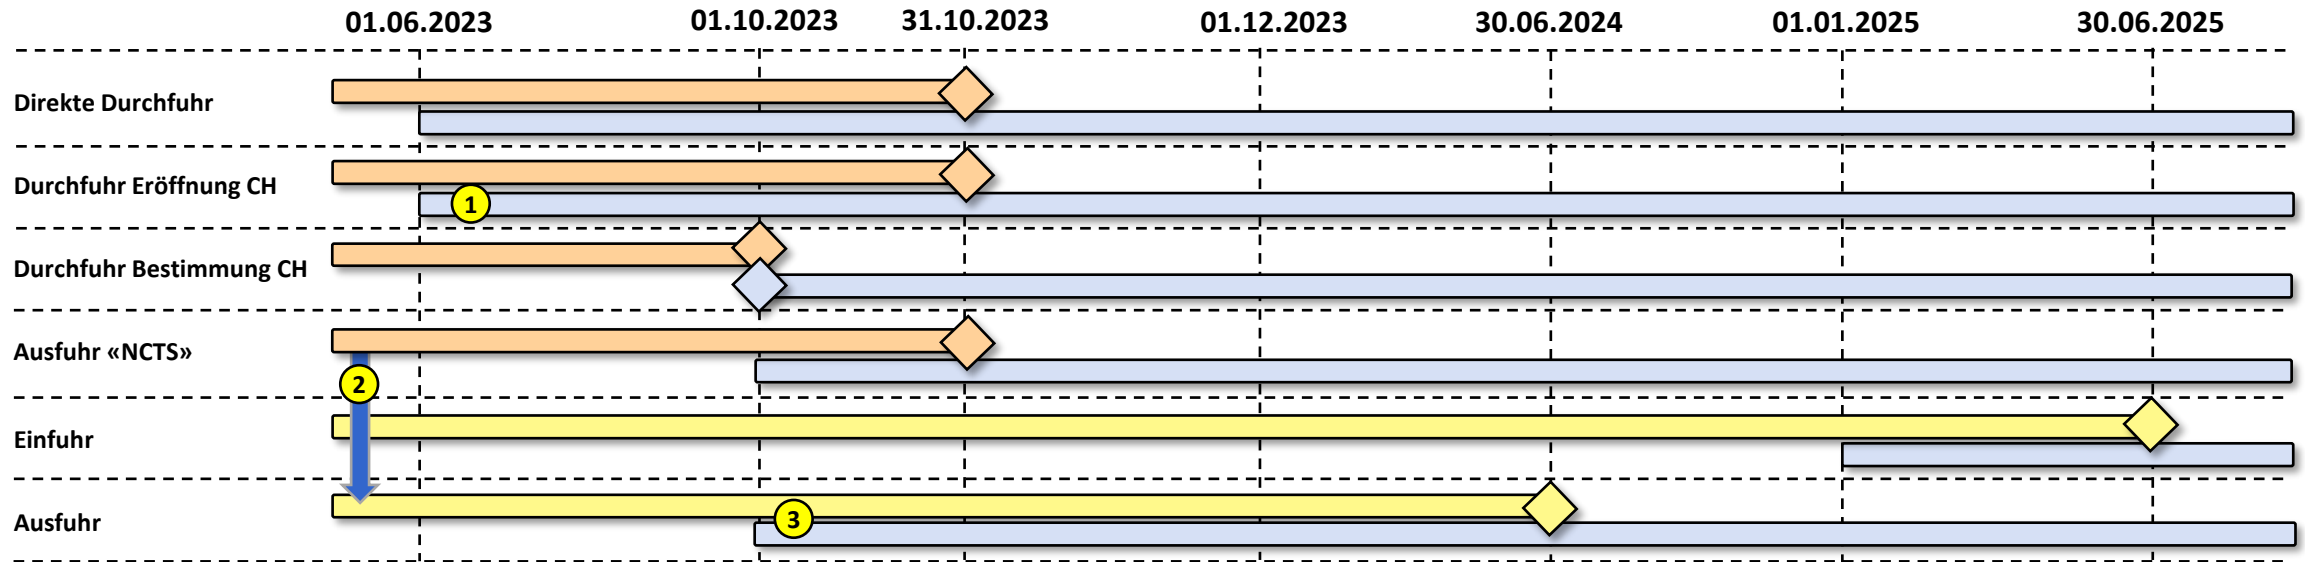 01.06.2023 01.10.2023 31.10.2023 01.12.2023 30.06.2024 01.01.2025 30.06.2025
Direkte Durchfuhr
Durchfuhr Eröffnung CH
1
Durchfuhr Bestimmung CH
Ausfuhr «NCTS»
2
Einfuhr
Ausfuhr
3